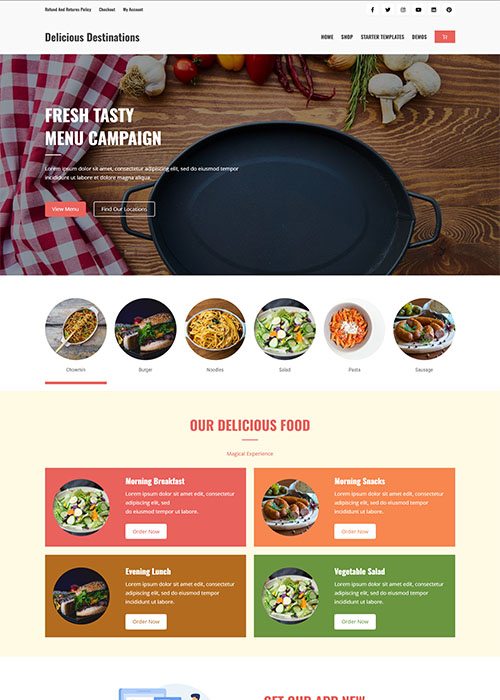 Refund And Returns Policy Checkout My Account
Delicious Destinations
HOME SHOP STARTER TEMPLATES DEMOS
FRESH TASTY
MENU CAMPAIGN
Lorem ipsum dolor sit amet, consectetur adipiscing elit, sed do eiusmod tempor
incididunt ut labore et dolore magna aliqua.
View Menu Find Our Locations
Chowmin Burger Noodles Salad Pasta Sausage
OUR DELICIOUS FOOD
Magical Experience
Morning Breakfast
Lorem ipsum dolor sit amet, consectetur
adipiscing elit, sed
do eiusmod tempor incididunt ut labore.
Order Now
Morning Snacks
Lorem ipsum dolor sit amet, consectetur
adipiscing elit, sed do eiusmod tempor
incididunt ut labore.
Order Now
Evening Lunch
Lorem ipsum dolor sit amet, consectetur
adipiscing elit, sed do eiusmod tempor
incididunt ut labore.
Order Now
Vegetable Salad
Lorem ipsum dolor sit amet, consectetur
adipiscing elit, sed do eiusmod tempor
incididunt ut labore.
Order Now
GET OUR APP NEW